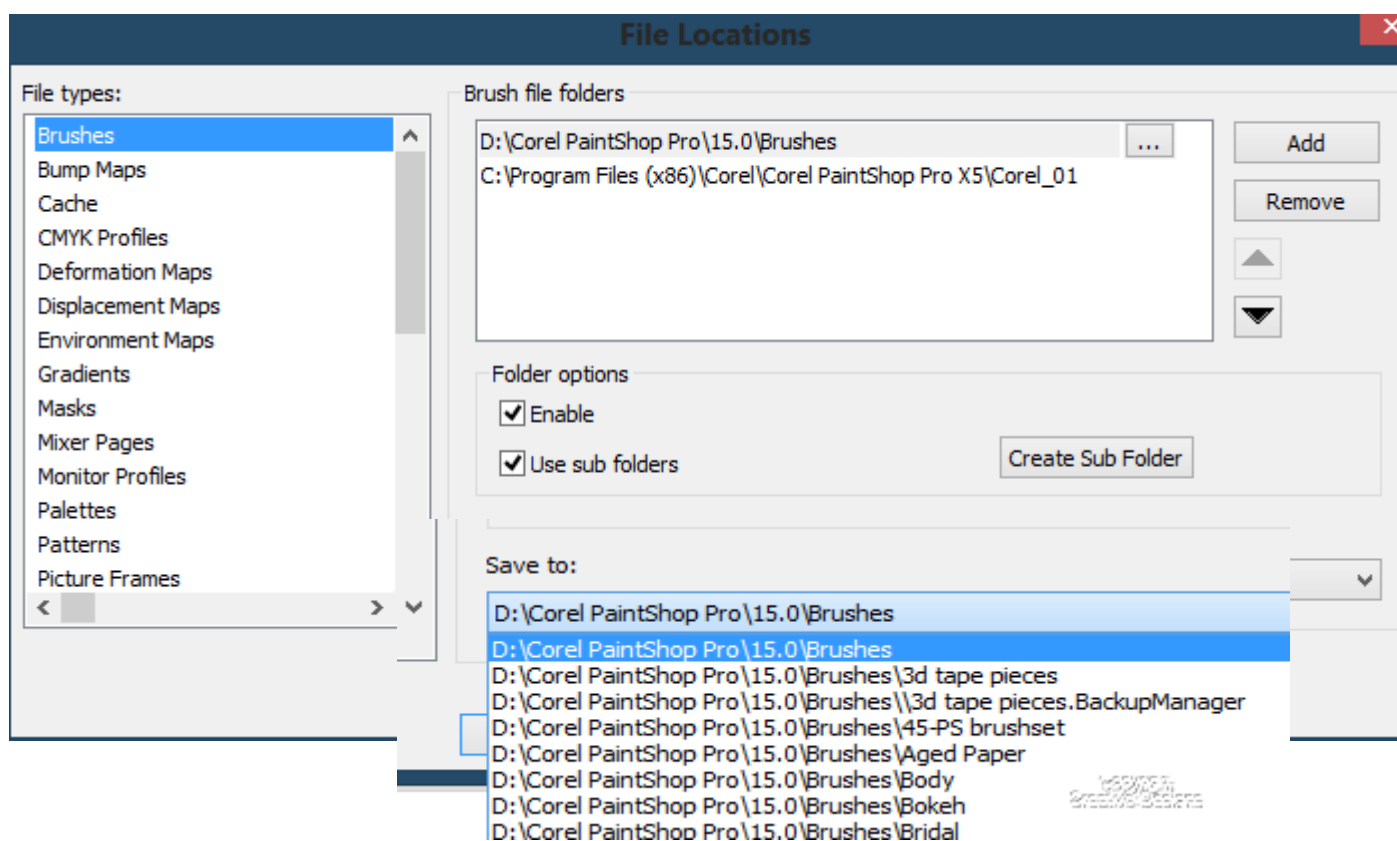 File Locations
File types:
Brushes
Bump Maps
Cache
CMYK Profiles
Deformation Maps
Displacement Maps
Environment Maps
Gradients
Masks
Mixer Pages
Monitor Profiles
Palettes
Patterns
Picture Frames
Brush file folders
D:\Corel PaintShop Pro\15.0\Brushes
...
C:\Program Files (x86)\Corel\Corel PaintShop Pro X5\Corel_01
Add
Remove
Folder options
Enable
Use sub folders
Create Sub Folder
Save to:
D:\Corel PaintShop Pro\15.0\Brushes
D:\Corel PaintShop Pro\15.0\Brushes
D:\Corel PaintShop Pro\15.0\Brushes\3d tape pieces
D:\Corel PaintShop Pro\15.0\Brushes\\3d tape pieces.BackupManager
D:\Corel PaintShop Pro\15.0\Brushes\45-PS brushset
D:\Corel PaintShop Pro\15.0\Brushes\Aged Paper
D:\Corel PaintShop Pro\15.0\Brushes\Body
D:\Corel PaintShop Pro\15.0\Brushes\Bokeh
D:\Corel PaintShop Pro\15.0\Brushes\Bridal